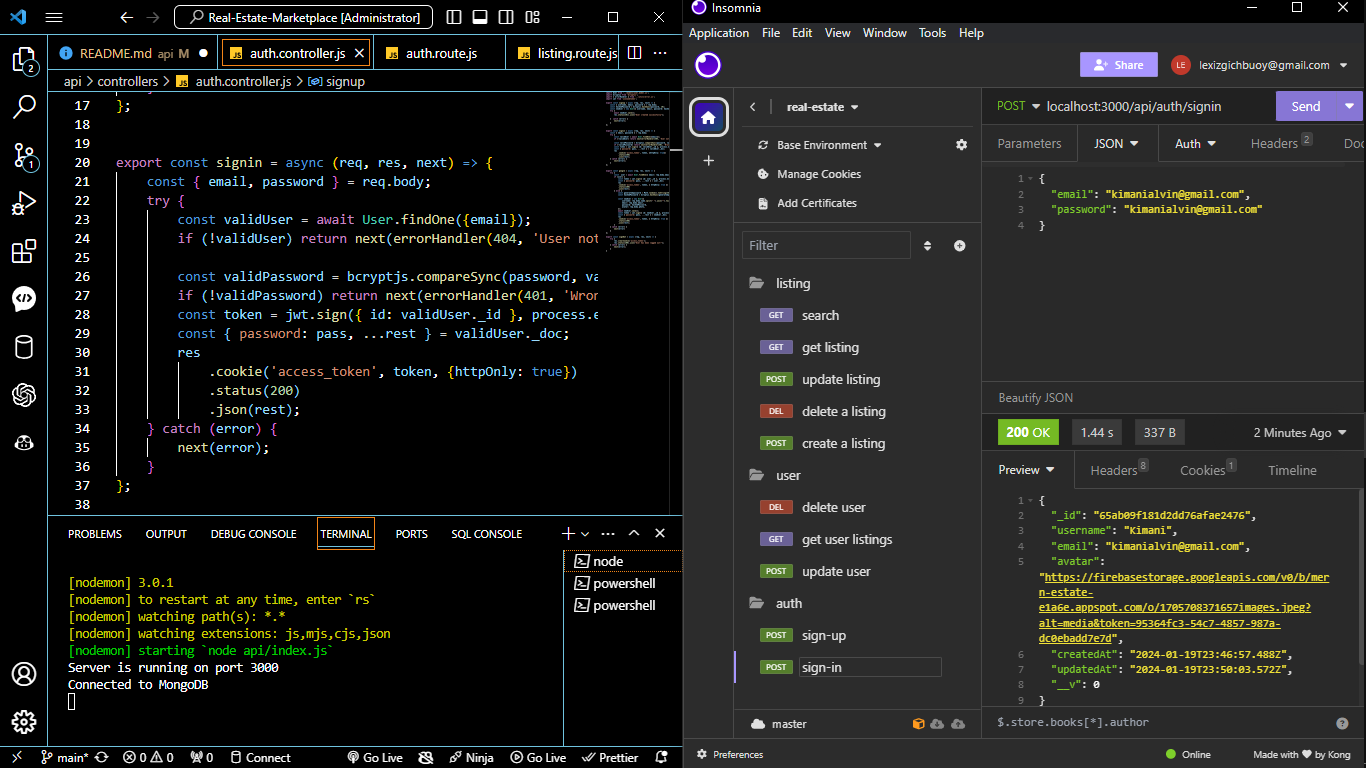 Real-Estate-Marketplace [Administrator]
README.md api M
auth.controller.js
auth.route.js
listing.route.js
api > controllers > auth.controller.js > signup
17 };
18
19
20 export const signin = async (req, res, next) => {
21 const { email, password } = req.body;
22 try {
23 const validUser = await User.findOne({email});
24 if (!validUser) return next(errorHandler(404, 'User not
25
26 const validPassword = bcryptjs.compareSync(password, va
27 if (!validPassword) return next(errorHandler(401, 'Wron
28 const token = jwt.sign({ id: validUser._id }, process.e
29 const { password: pass, ...rest } = validUser._doc;
30 res
31 .cookie('access_token', token, {httpOnly: true})
32 .status(200)
33 .json(rest);
34 } catch (error) {
35 next(error);
36 }
37 };
38
PROBLEMS OUTPUT DEBUG CONSOLE TERMINAL PORTS SQL CONSOLE
[nodemon] 3.0.1
[nodemon] to restart at any time, enter `rs`
[nodemon] watching path(s): *.*
[nodemon] watching extensions: js,mjs,cjs,json
[nodemon] starting `node api/index.js`
Server is running on port 3000
Connected to MongoDB
node
powershell
powershell
2
1
main* 0 0 0 Connect Go Live Ninja Go Live Prettier
Insomnia
Application File Edit View Window Tools Help
Share
LE lexizgichbuoy@gmail.com
real-estate
Base Environment
Manage Cookies
Add Certificates
Filter
listing
GET search
GET get listing
POST update listing
DEL delete a listing
POST create a listing
user
DEL delete user
GET get user listings
POST update user
auth
POST sign-up
POST sign-in
master
POST localhost:3000/api/auth/signin Send
Parameters JSON Auth Headers 2 Doc
1 {
2 "email": "kimanialvin@gmail.com",
3 "password": "kimanialvin@gmail.com"
4 }
Beautify JSON
200 OK 1.44 s 337 B 2 Minutes Ago
Preview Headers 8 Cookies 1 Timeline
1 {
2 "_id": "65ab09f181d2dd76afae2476",
3 "username": "Kimani",
4 "email": "kimanialvin@gmail.com",
5 "avatar":
"https://firebasestorage.googleapis.com/v0/b/mer
n-estate-
e1a6e.appspot.com/o/1705708371657images.jpeg?
alt=media&token=95364fc3-54c7-4857-987a-
dc0ebadd7e7d",
6 "createdAt": "2024-01-19T23:46:57.488Z",
7 "updatedAt": "2024-01-19T23:50:03.572Z",
8 "__v": 0
9 }
$.store.books[*].author
Preferences
Online
Made with ♥ by Kong